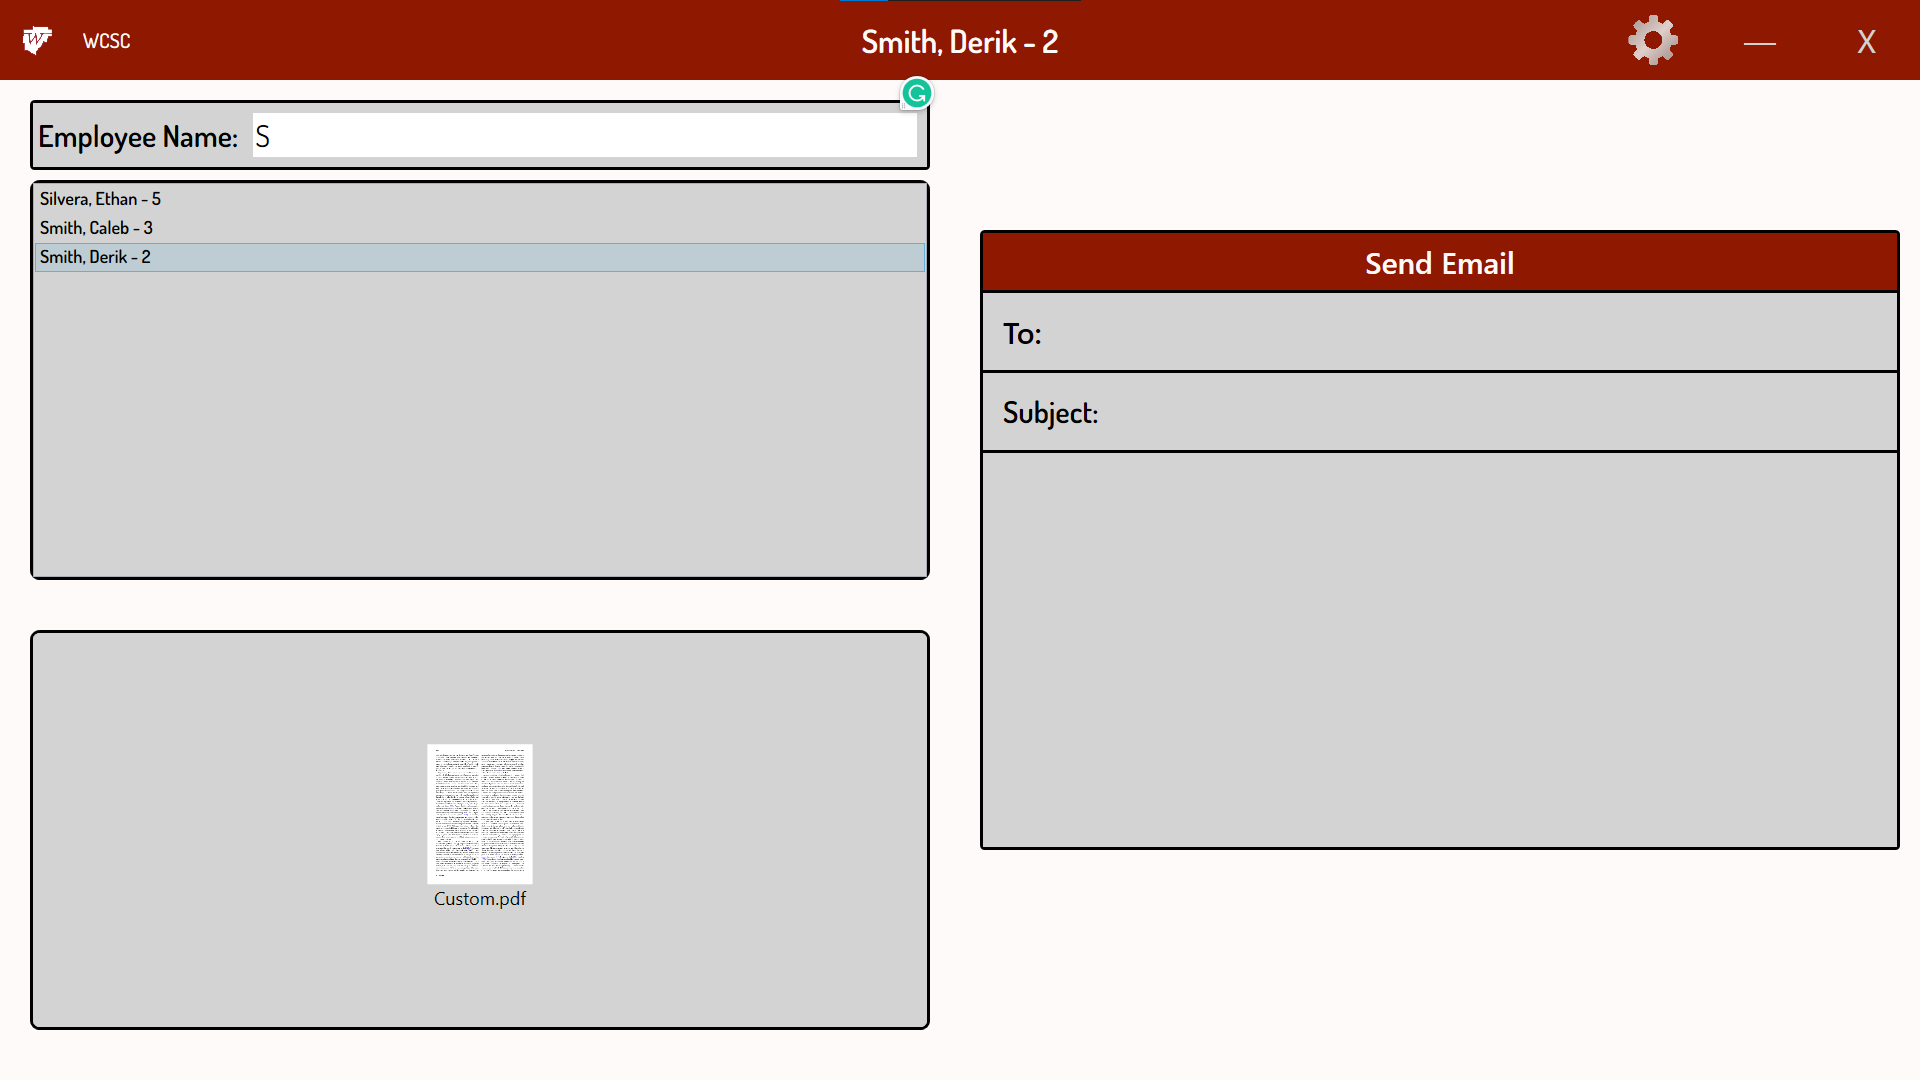 W
WCSC
Smith, Derik - 2
X
Employee Name: S
Silvera, Ethan - 5
Smith, Caleb - 3
Smith, Derik - 2
Custom.pdf
Send Email
To:
Subject: